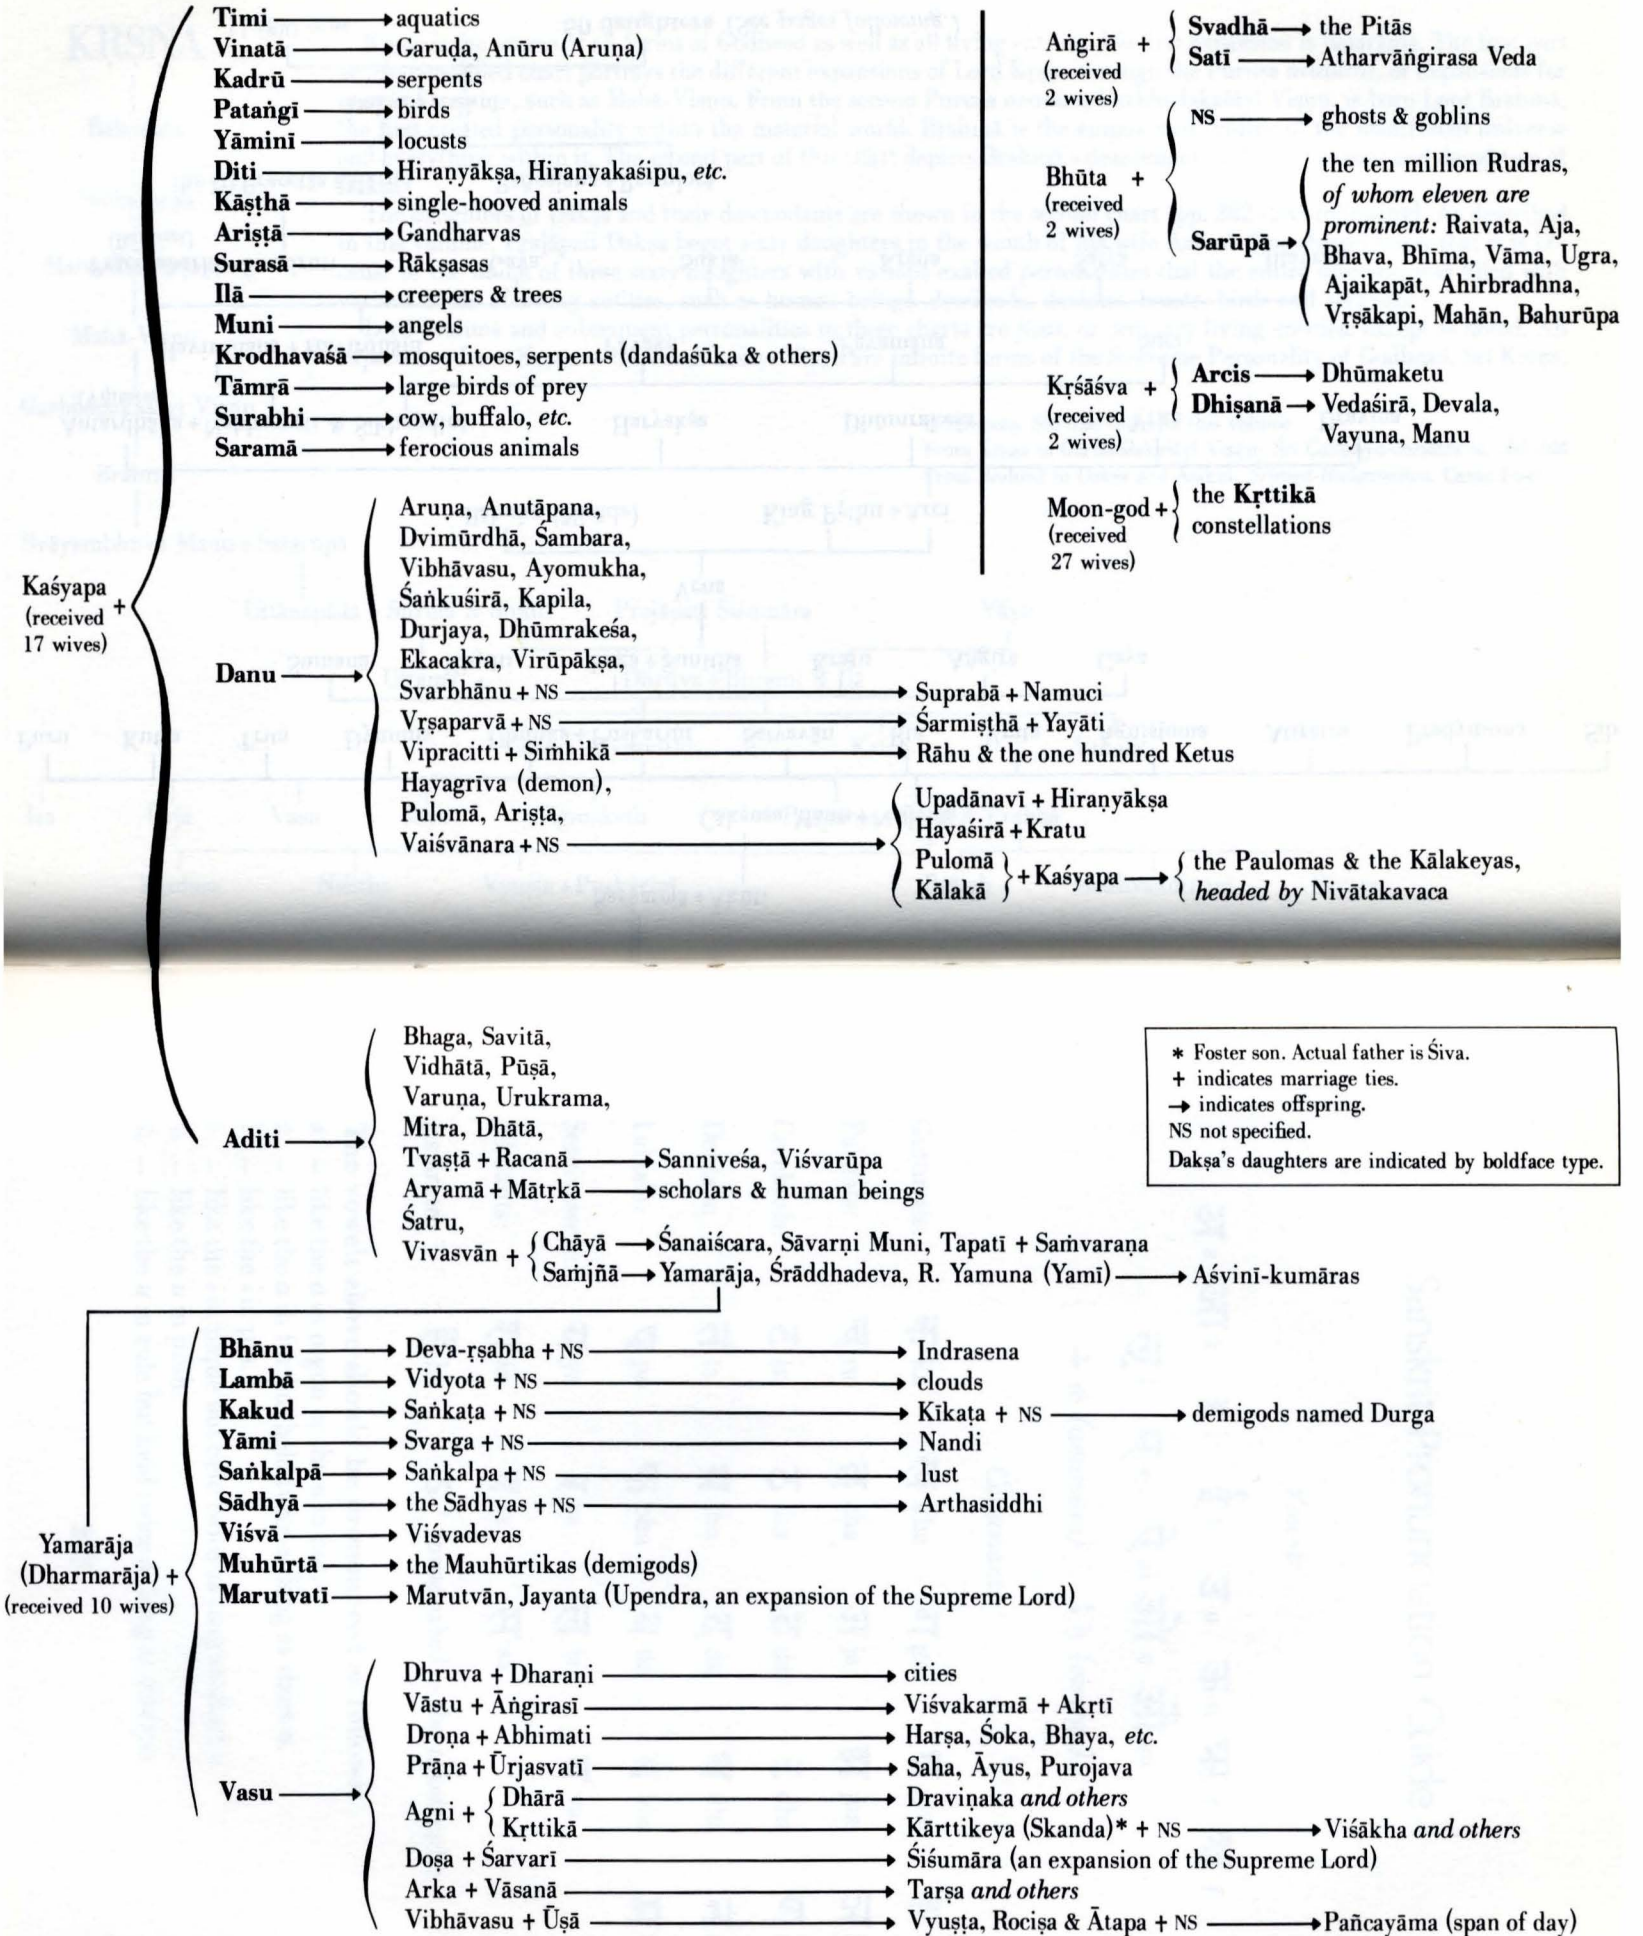 Timi → aquatics
Vinatā → Garuda, Anūru (Aruṇa)
Kadrū → serpents
Pataṅgī → birds
Yāminī → locusts
Diti → Hiraṇyākṣa, Hiraṇyakaśipu, etc.
Kāṣṭhā → single-hooved animals
Ariṣṭā → Gandharvas
Surasā → Rākṣasas
Ilā → creepers & trees
Muni → angels
Krodhavaśā → mosquitoes, serpents (dandaśūka & others)
Tāmrā → large birds of prey
Surabhi → cow, buffalo, etc.
Saramā → ferocious animals
Kaśyapa +
(received
17 wives)
Danu →
Aruṇa, Anutāpana,
Dvimūrdhā, Śambara,
Vibhāvasu, Ayomukha,
Śaṅkuśirā, Kapila,
Durjaya, Dhūmrakeśa,
Ekacakra, Virūpākṣa,
Svarbhānu + NS → Suprabā + Namuci
Vṛṣaparvā + NS → Śarmiṣṭhā + Yayāti
Vipracitti + Siṁhikā → Rāhu & the one hundred Ketus
Hayagrīva (demon),
Pulomā, Ariṣṭa,
Vaiśvānara + NS →
Upadānavī + Hiraṇyākṣa
Hayaśirā + Kratu
Pulomā
Kālakā
+ Kaśyapa →
the Paulomas & the Kālakeyas,
headed by Nivātakavaca
Aṅgirā +
(received
2 wives)
Svadhā → the Pitās
Satī → Atharvāṅgirasa Veda
Bhūta +
(received
2 wives)
NS → ghosts & goblins
Sarūpā →
the ten million Rudras,
of whom eleven are
prominent: Raivata, Aja,
Bhava, Bhīma, Vāma, Ugra,
Ajaikapāt, Ahirbradhna,
Vṛṣākapi, Mahān, Bahurūpa
Kṛśāśva +
(received
2 wives)
Arcis → Dhūmaketu
Dhiṣanā → Vedaśirā, Devala,
Vayuna, Manu
Moon-god +
(received
27 wives)
the Kṛttikā
constellations
Aditi →
Bhaga, Savitā,
Vidhātā, Pūṣā,
Varuṇa, Urukrama,
Mitra, Dhātā,
Tvaṣṭā + Racanā → Sanniveśa, Viśvarūpa
Aryamā + Mātṛkā → scholars & human beings
Śatru,
Vivasvān +
Chāyā → Śanaiścara, Sāvarṇi Muni, Tapatī + Saṁvaraṇa
Saṁjñā → Yamarāja, Śrāddhadeva, R. Yamuna (Yamī) → Aśvinī-kumāras
* Foster son. Actual father is Śiva.
+ indicates marriage ties.
→ indicates offspring.
NS not specified.
Dakṣa's daughters are indicated by boldface type.
Yamarāja
(Dharmarāja) +
(received 10 wives)
Bhānu → Deva-ṛṣabha + NS → Indrasena
Lambā → Vidyota + NS → clouds
Kakud → Saṅkaṭa + NS → Kīkaṭa + NS → demigods named Durga
Yāmi → Svarga + NS → Nandi
Saṅkalpā → Saṅkalpa + NS → lust
Sādhyā → the Sādhyas + NS → Arthasiddhi
Viśvā → Viśvadevas
Muhūrtā → the Mauhūrtikas (demigods)
Marutvatī → Marutvān, Jayanta (Upendra, an expansion of the Supreme Lord)
Vasu →
Dhruva + Dharaṇi → cities
Vāstu + Āṅgirasī → Viśvakarmā + Akṛtī
Droṇa + Abhimati → Harṣa, Śoka, Bhaya, etc.
Prāṇa + Ūrjasvatī → Saha, Āyus, Purojava
Agni +
Dhārā → Draviṇaka and others
Kṛttikā → Kārttikeya (Skanda)* + NS → Viśākha and others
Doṣa + Śarvarī → Śiśumāra (an expansion of the Supreme Lord)
Arka + Vāsanā → Tarṣa and others
Vibhāvasu + Ūṣā → Vyuṣṭa, Rociṣa & Ātapa + NS → Pañcayāma (span of day)